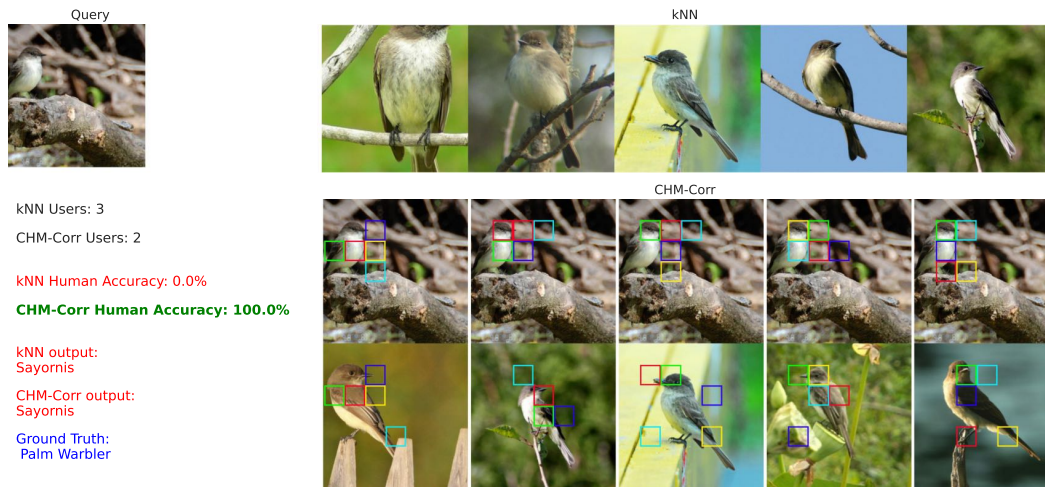 Query
kNN
kNN Users: 3
CHM-Corr Users: 2
kNN Human Accuracy: 0.0%
CHM-Corr Human Accuracy: 100.0%
kNN output:
Sayornis
CHM-Corr output:
Sayornis
Ground Truth:
Palm Warbler
CHM-Corr